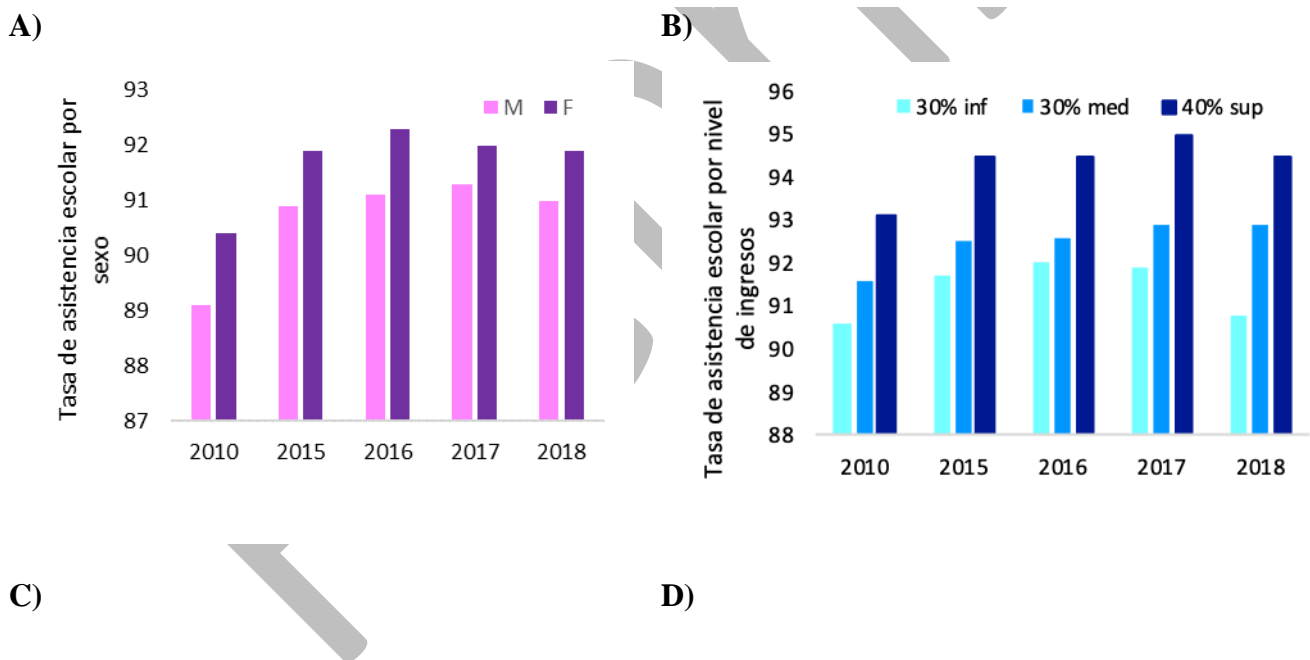 A)
B)
Tasa de asistencia escolar por
sexo
93
92
91
90
89
88
87
M F
2010 2015 2016 2017 2018
Tasa de asistencia escolar por nivel
de ingresos
96
95
94
93
92
91
90
89
88
30% inf 30% med 40% sup
2010 2015 2016 2017 2018
C)
D)